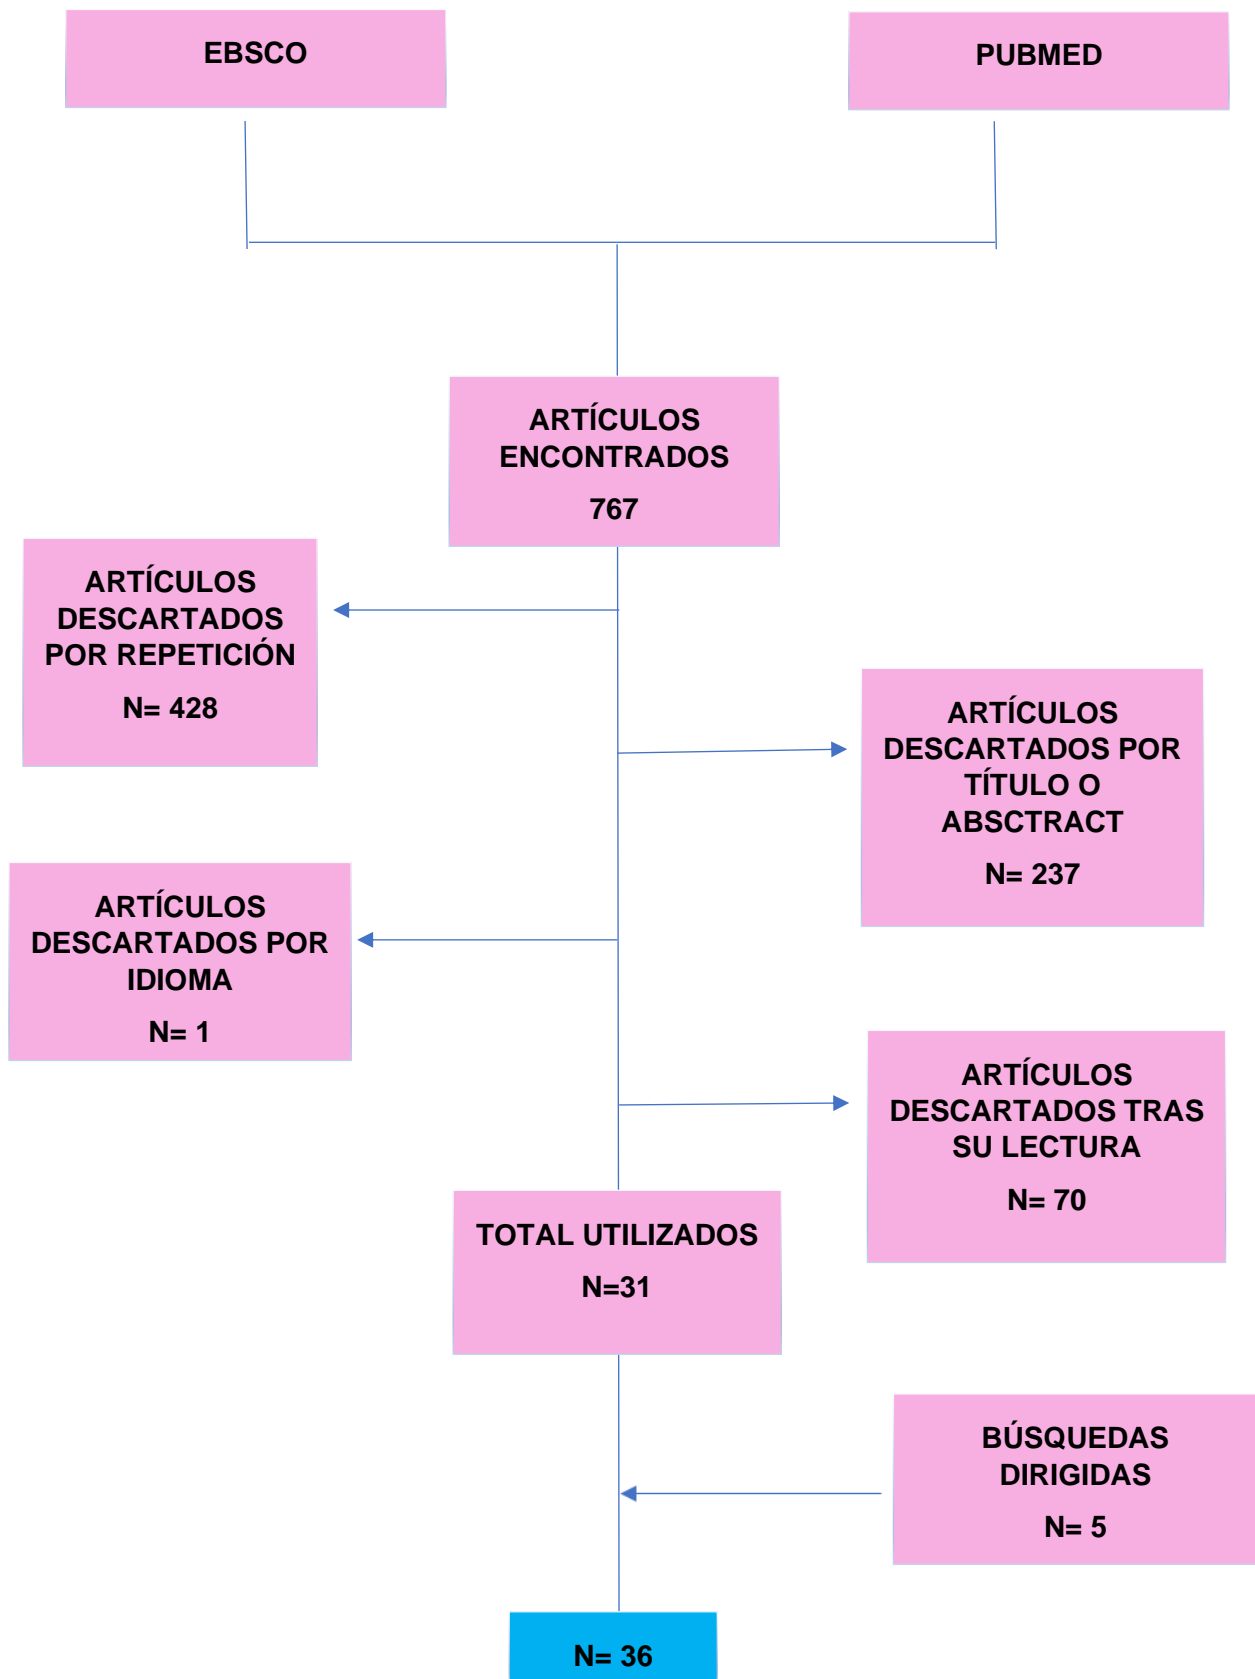 EBSCO
PUBMED
ARTÍCULOS
ENCONTRADOS
767
ARTÍCULOS
DESCARTADOS
POR REPETICIÓN
N= 428
ARTÍCULOS
DESCARTADOS POR
TÍTULO O
ABSCTRACT
N= 237
ARTÍCULOS
DESCARTADOS POR
IDIOMA
N= 1
ARTÍCULOS
DESCARTADOS TRAS
SU LECTURA
N= 70
TOTAL UTILIZADOS
N=31
BÚSQUEDAS
DIRIGIDAS
N= 5
N= 36